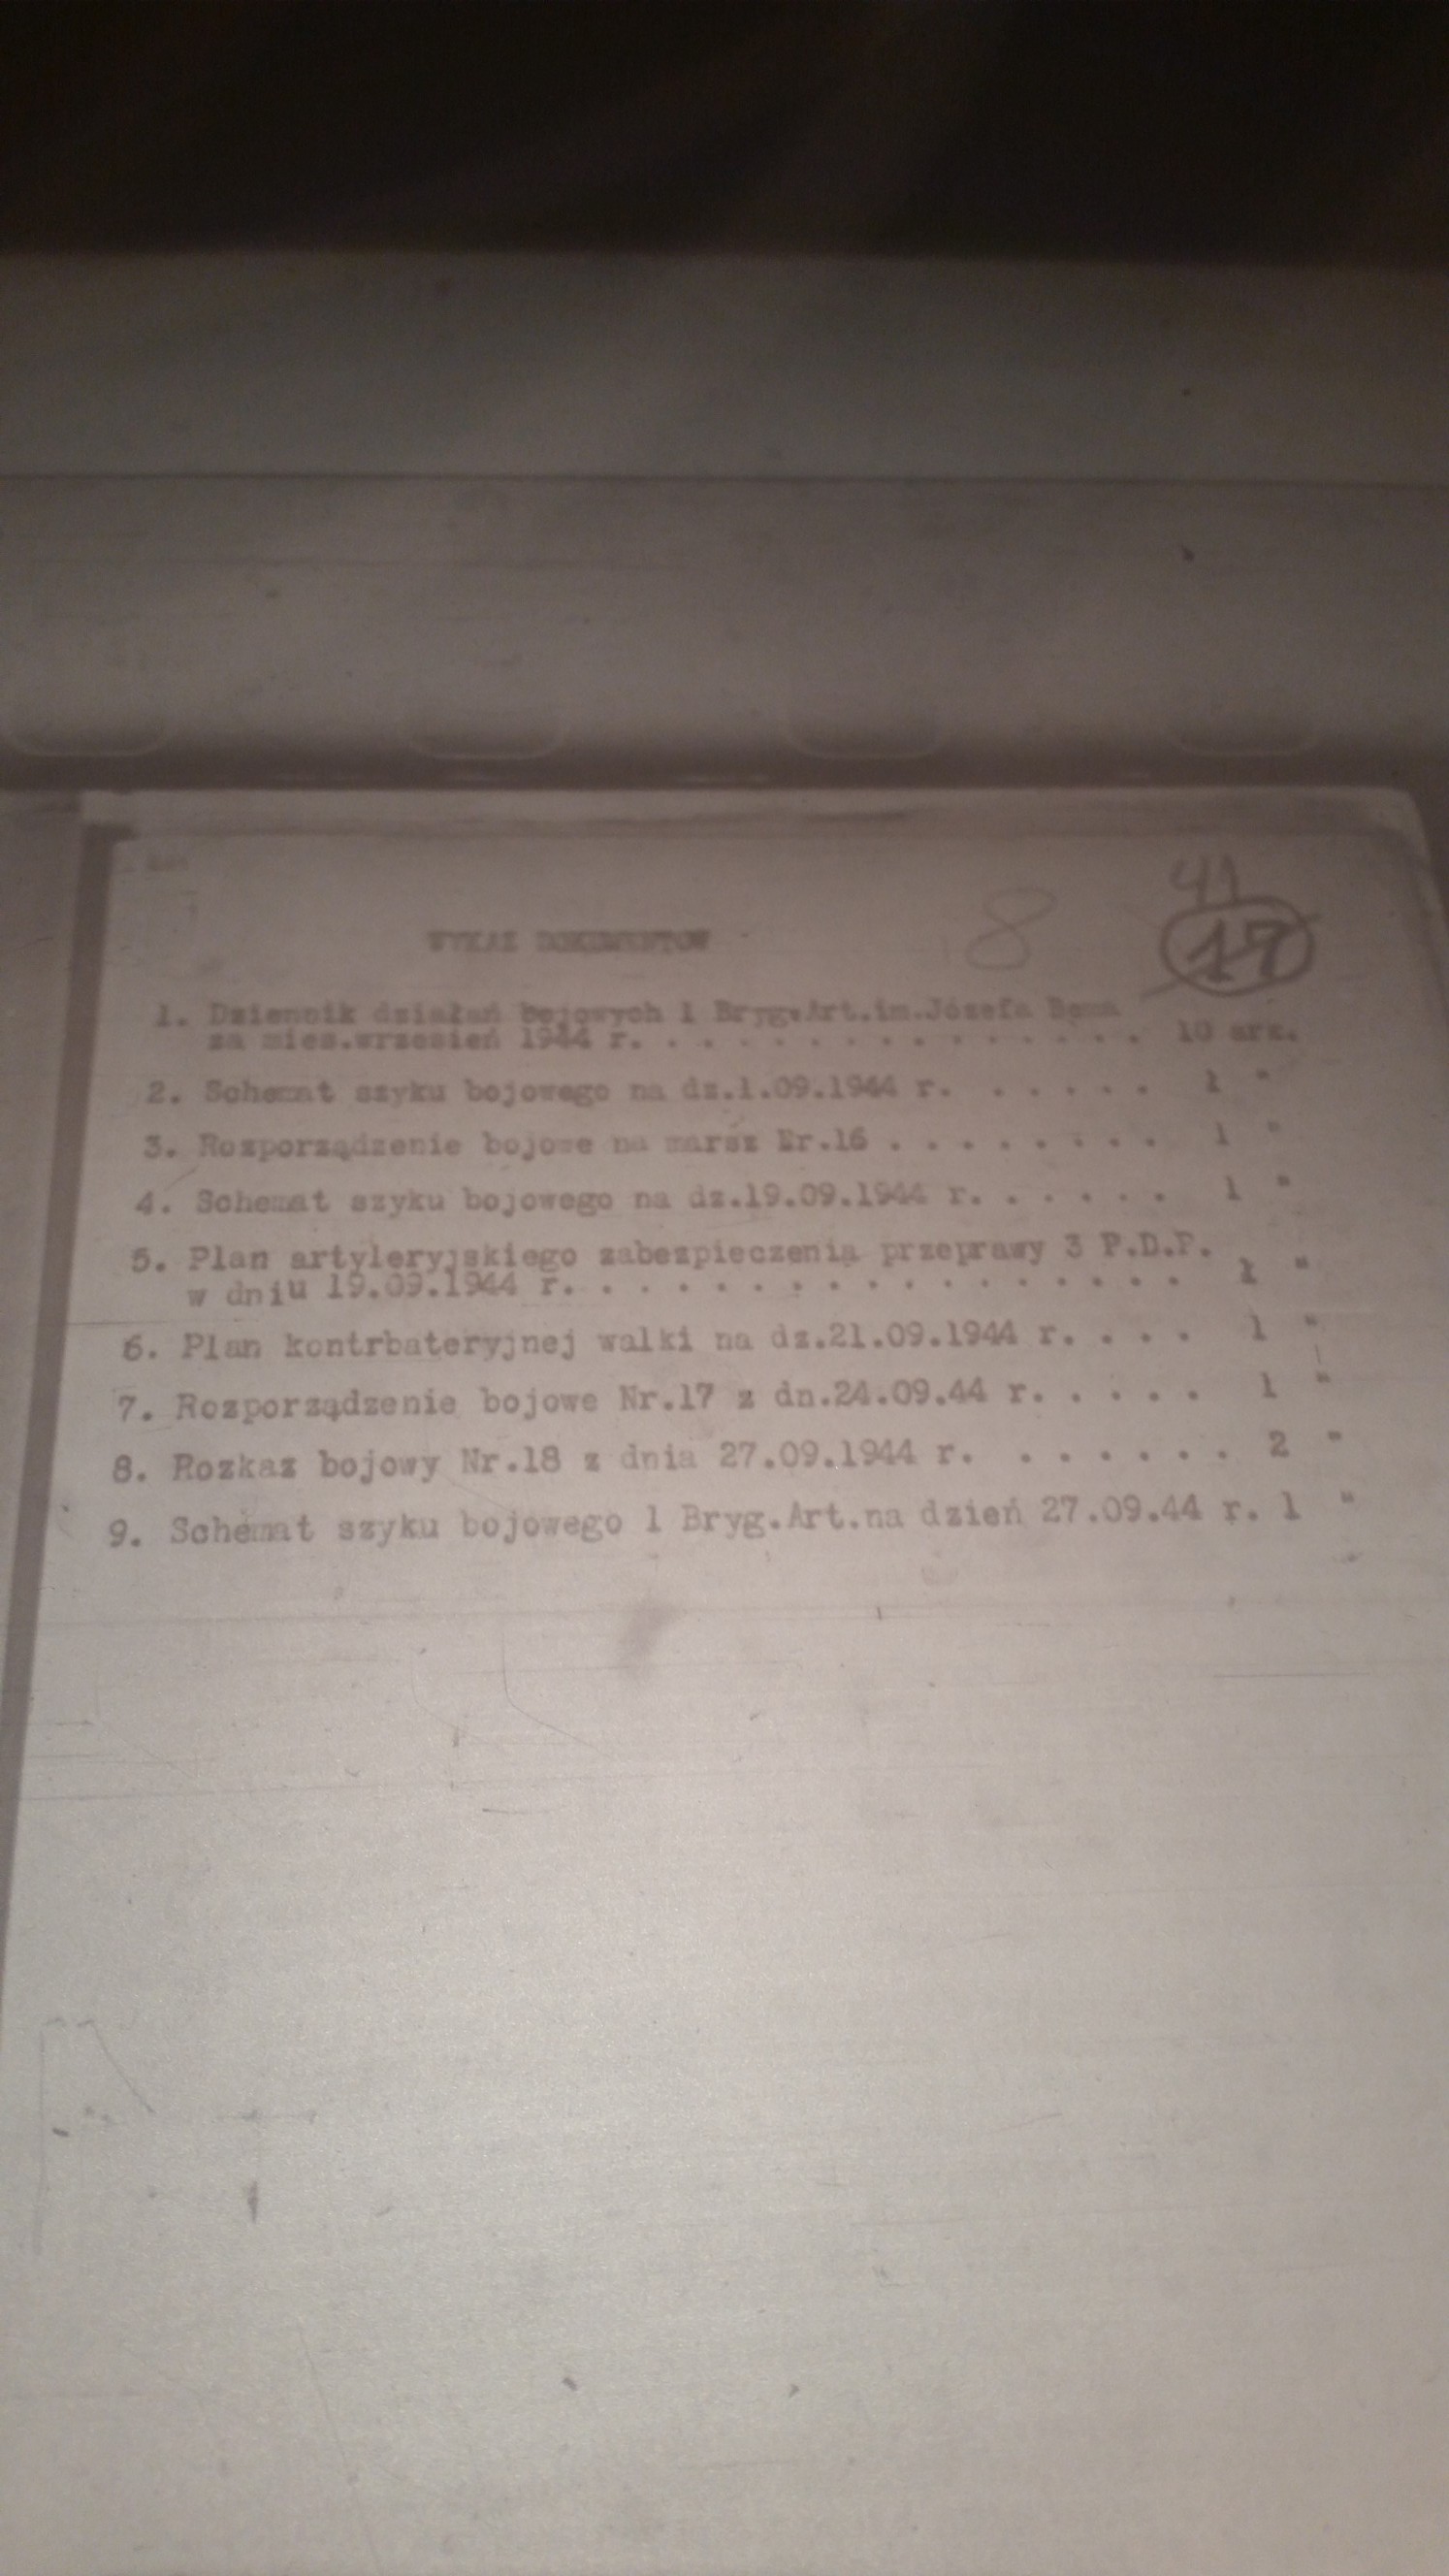 8
41
17
WYKAZ DOKUMENTÓW
1. Dziennik działań bojowych 1 Bryg.Art.im.Józefa Bema
za mies.wrzesień 1944 r. . . . . . . . . . . . . . . . 10 ark.
2. Schemat szyku bojowego na dz.1.09.1944 r. . . . . . 1 "
3. Rozporządzenie bojowe na marsz Nr.16 . . . . . . . . 1 "
4. Schemat szyku bojowego na dz.19.09.1944 r. . . . . . 1 "
5. Plan artyleryjskiego zabezpieczenia przeprawy 3 P.D.P.
w dniu 19.09.1944 r. . . . . . . . . . . . . . . . . 1 "
6. Plan kontrbateryjnej walki na dz.21.09.1944 r. . . . 1 "
7. Rozporządzenie bojowe Nr.17 z dn.24.09.44 r. . . . . 1 "
8. Rozkaz bojowy Nr.18 z dnia 27.09.1944 r. . . . . . . 2 "
9. Schemat szyku bojowego 1 Bryg.Art.na dzień 27.09.44 r. 1 "